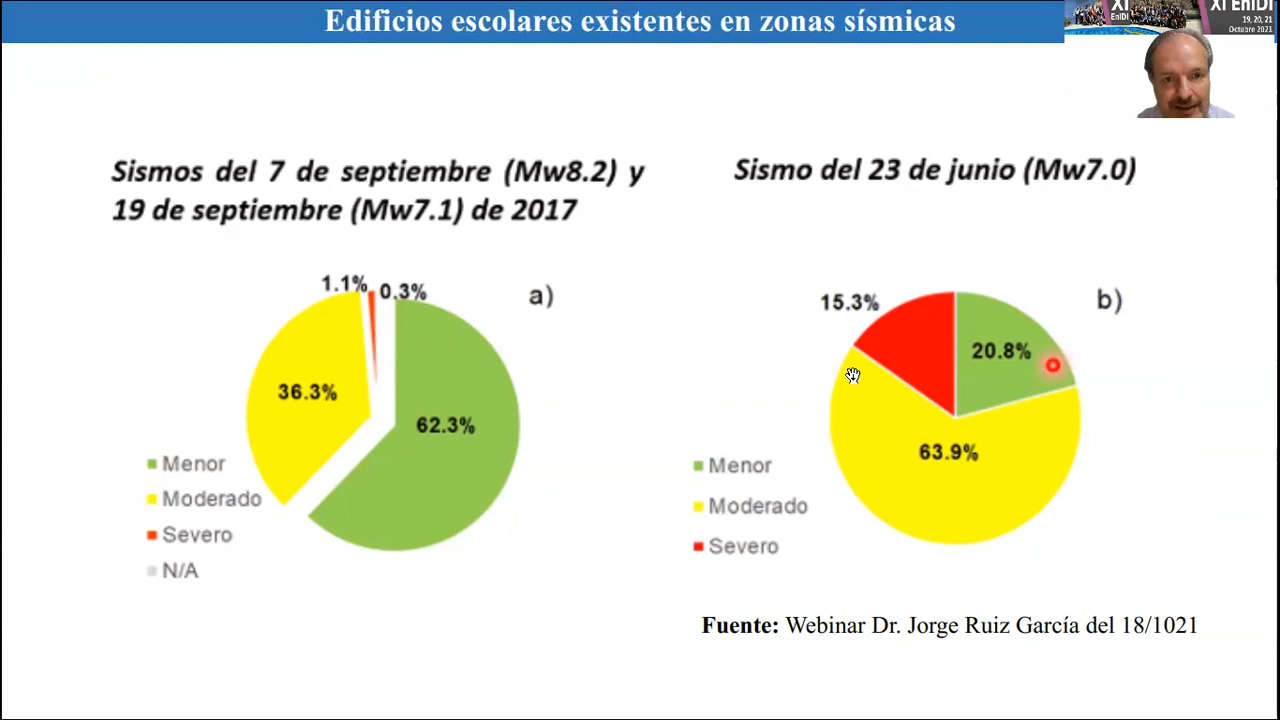 Edificios escolares existentes en zonas sísmicas
XI
EnIDI
XI EnIDI
19, 20, 21
Octubre 2021
Sismos del 7 de septiembre (Mw8.2) y
19 de septiembre (Mw7.1) de 2017
Sismo del 23 de junio (Mw7.0)
1.1%
0.3%
a)
36.3%
62.3%
Menor
Moderado
Severo
N/A
15.3%
b)
20.8%
63.9%
Menor
Moderado
Severo
Fuente: Webinar Dr. Jorge Ruiz García del 18/1021